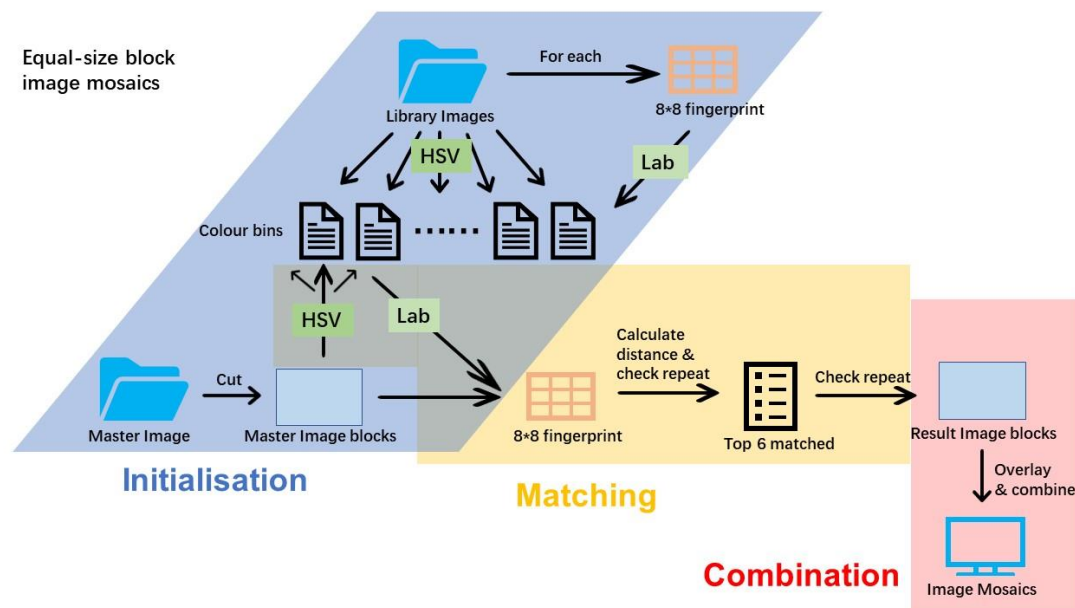 Equal-size block
image mosaics
For each
Library Images
8*8 fingerprint
HSV
Lab
Colour bins
HSV
Lab
Cut
Master Image
Master Image blocks
Calculate
distance &
check repeat
8*8 fingerprint
Check repeat
Top 6 matched
Result Image blocks
Overlay
& combine
Image Mosaics
Initialisation
Matching
Combination